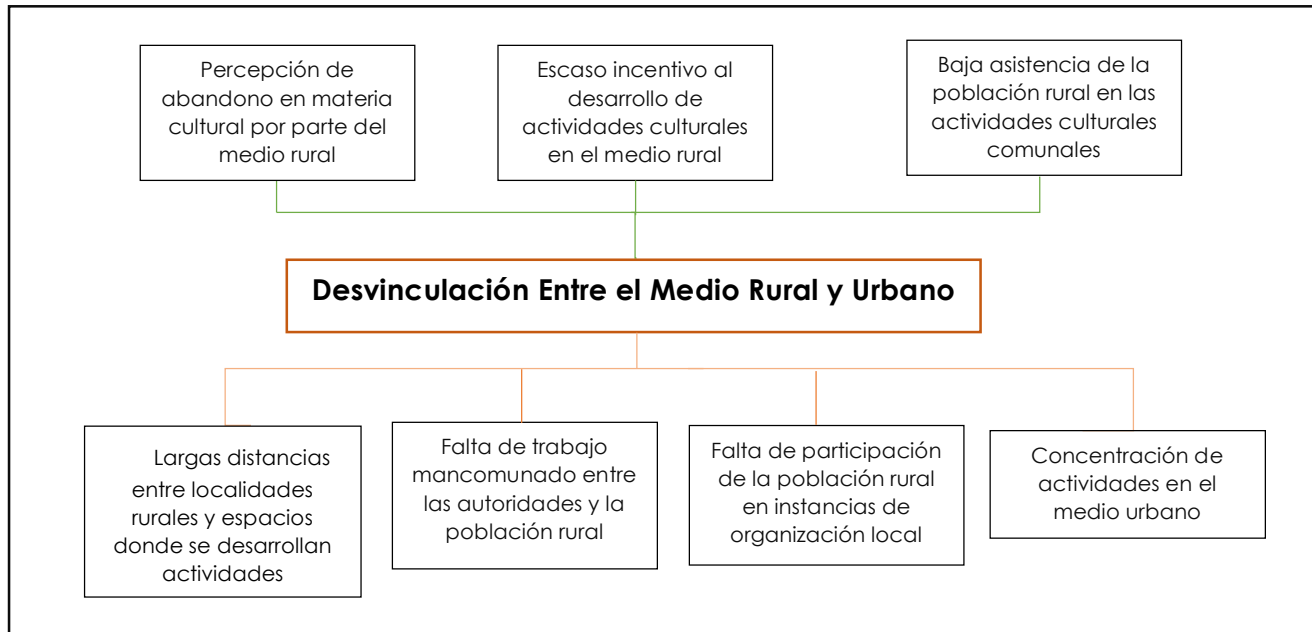 Percepción de
abandono en materia
cultural por parte del
medio rural
Escaso incentivo al
desarrollo de
actividades culturales
en el medio rural
Baja asistencia de la
población rural en las
actividades culturales
comunales
Desvinculación Entre el Medio Rural y Urbano
Largas distancias
entre localidades
rurales y espacios
donde se desarrollan
actividades
Falta de trabajo
mancomunado entre
las autoridades y la
población rural
Falta de participación
de la población rural
en instancias de
organización local
Concentración de
actividades en el
medio urbano